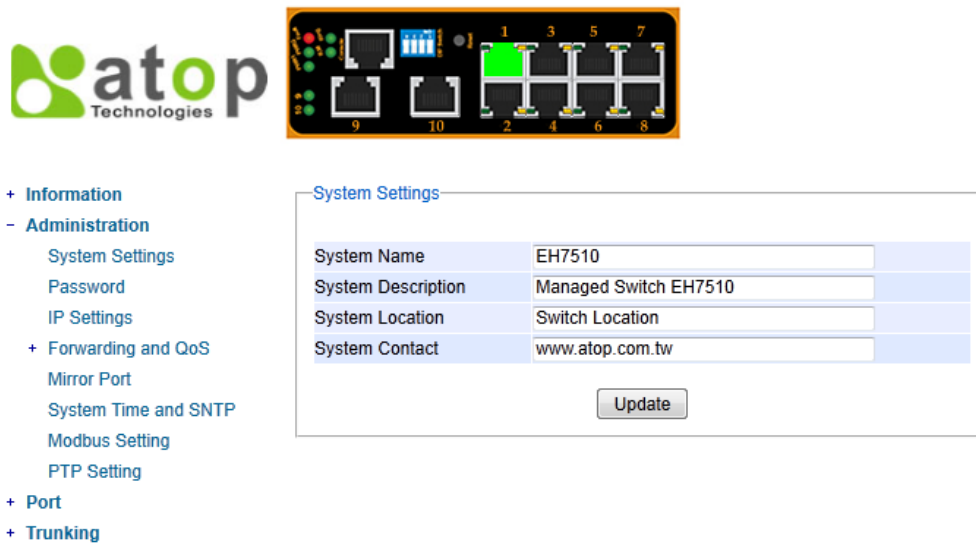 atop
Technologies
1 3 5 7
9 10 2 4 6 8
+ Information
- Administration
System Settings
Password
IP Settings
+ Forwarding and QoS
Mirror Port
System Time and SNTP
Modbus Setting
PTP Setting
+ Port
+ Trunking
System Settings
System Name EH7510
System Description Managed Switch EH7510
System Location Switch Location
System Contact www.atop.com.tw
Update